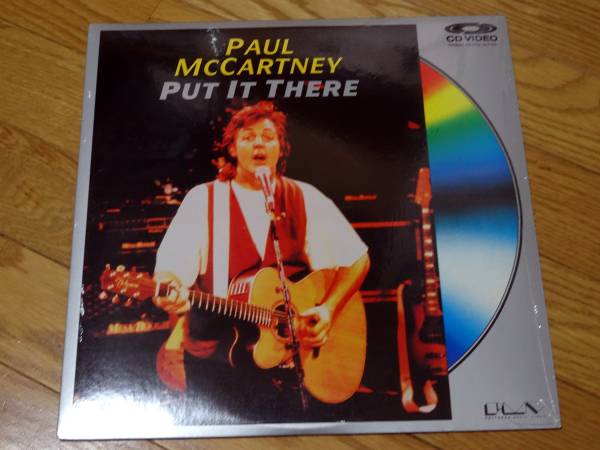 PAUL
MCCARTNEY
PUT IT THERE
CD VIDEO